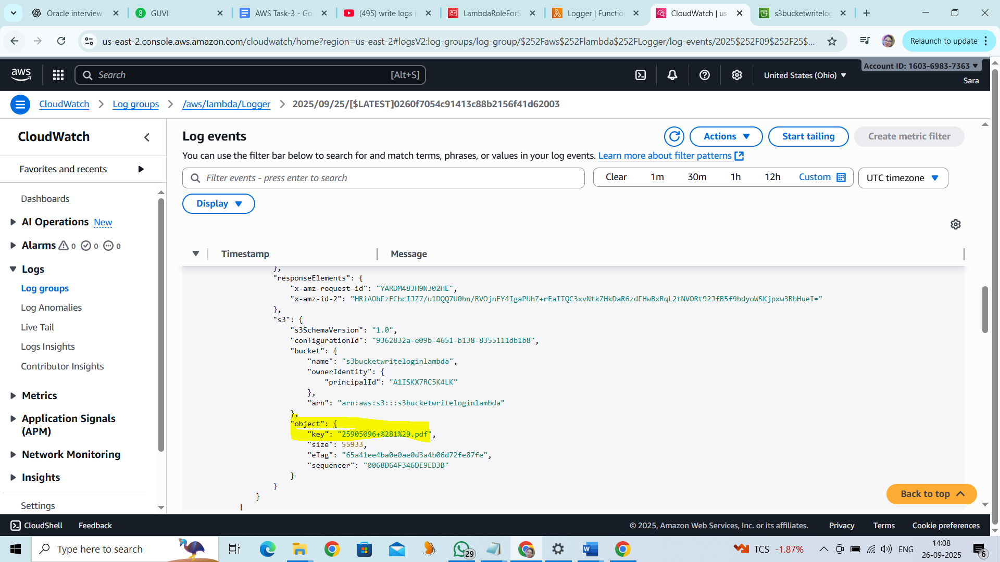 Oracle interview
GUVI
AWS Task-3 - Go
(495) write logs i
LambdaRoleForS
Logger | Functio
CloudWatch | us-
s3bucketwritelog
us-east-2.console.aws.amazon.com/cloudwatch/home?region=us-east-2#logsV2:log-groups/log-group/$252Faws$252Flambda$252FLogger/log-events/2025$252F09$252F25$...
Relaunch to update
aws
Search
[Alt+S]
United States (Ohio)
Account ID: 1603-6983-7363
Sara
CloudWatch
Log groups
/aws/lambda/Logger
2025/09/25/[$LATEST]0260f7054c91413c88b2156f41d62003
CloudWatch
Favorites and recents
Dashboards
AI Operations New
Alarms 0 0 0
Logs
Log groups
Log Anomalies
Live Tail
Logs Insights
Contributor Insights
Metrics
Application Signals
(APM)
Network Monitoring
Insights
Settings
Log events
Actions
Start tailing
Create metric filter
You can use the filter bar below to search for and match terms, phrases, or values in your log events. Learn more about filter patterns
Filter events - press enter to search
Clear 1m 30m 1h 12h Custom
UTC timezone
Display
Timestamp
Message
},
"responseElements": {
"x-amz-request-id": "YARDM483H9N302HE",
"x-amz-id-2": "HRiAOhFzECbcIJZ7/u1DQQ7U0bn/RVOjnEY4IgaPUhZ+rEaITQC3xvNtkZHkDaR6zdFHwBxRqL2tNVORt92JfB5f9bdyoWSKjpxw3RbHueI="
},
"s3": {
"s3SchemaVersion": "1.0",
"configurationId": "9362832a-e09b-4651-b138-8355111db1b8",
"bucket": {
"name": "s3bucketwriteloginlambda",
"ownerIdentity": {
"principalId": "A1ISKX7RC5K4LK"
},
"arn": "arn:aws:s3:::s3bucketwriteloginlambda"
},
"object": {
"key": "25905096+%281%29.pdf",
"size": 55933,
"eTag": "65a41ee4ba0e0ae0d3a4b06d72fe87fe",
"sequencer": "0068D64F346DE9ED3B"
}
}
}
]
Back to top
CloudShell
Feedback
© 2025, Amazon Web Services, Inc. or its affiliates.
Privacy
Terms
Cookie preferences
Type here to search
29
TCS -1.87%
ENG
14:08
26-09-2025
6